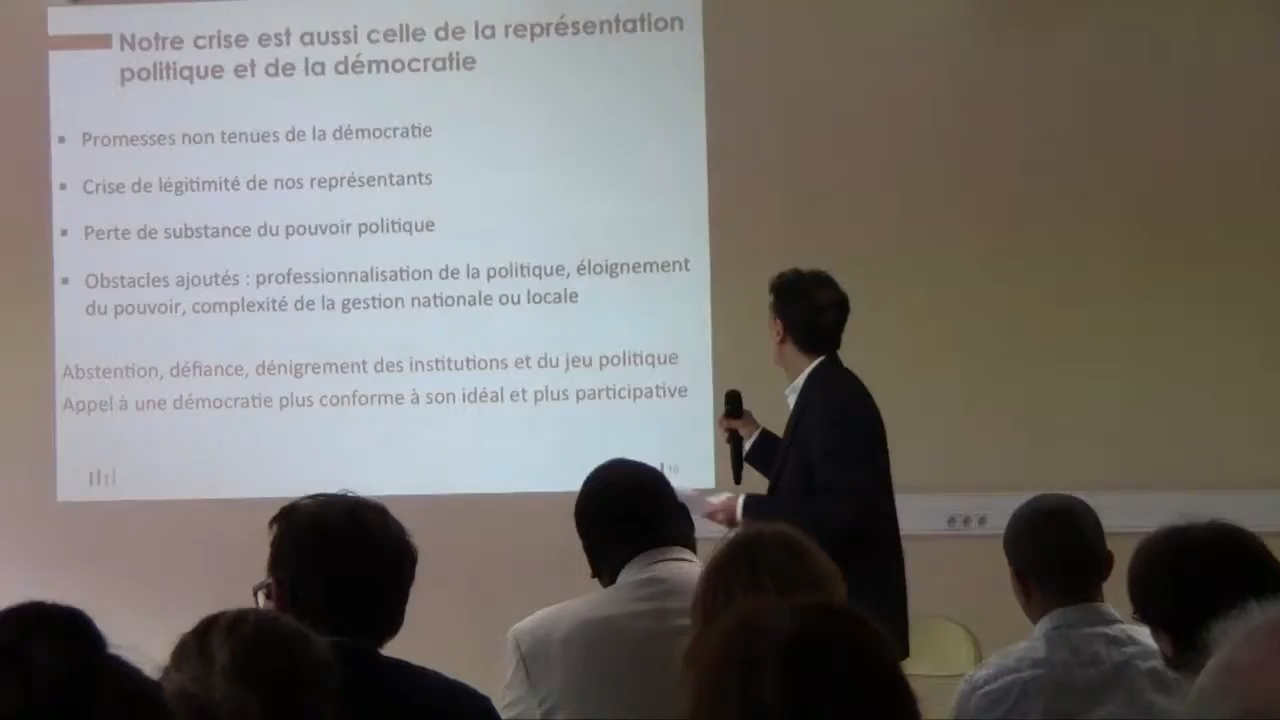 Notre crise est aussi celle de la représentation
politique et de la démocratie
▪ Promesses non tenues de la démocratie
▪ Crise de légitimité de nos représentants
▪ Perte de substance du pouvoir politique
▪ Obstacles ajoutés : professionnalisation de la politique, éloignement
du pouvoir, complexité de la gestion nationale ou locale
Abstention, défiance, dénigrement des institutions et du jeu politique
Appel à une démocratie plus conforme à son idéal et plus participative
10